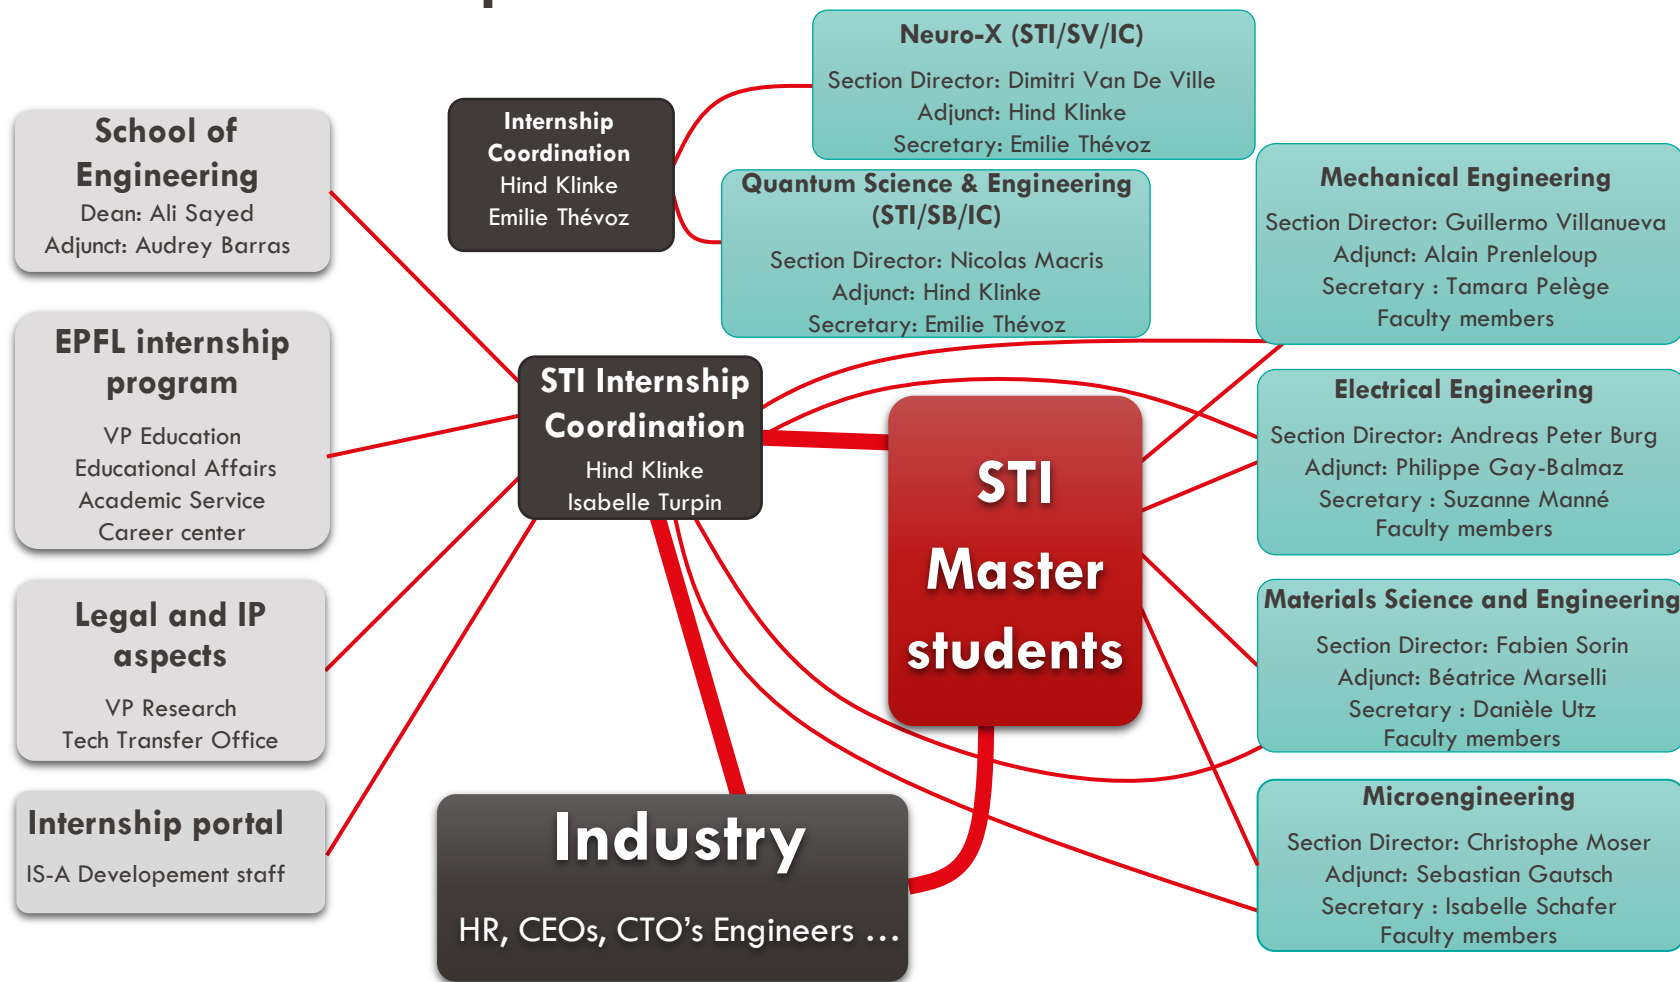 School of
Engineering
Dean: Ali Sayed
Adjunct: Audrey Barras
EPFL internship
program
VP Education
Educational Affairs
Academic Service
Career center
Legal and IP
aspects
VP Research
Tech Transfer Office
Internship portal
IS-A Developement staff
Internship
Coordination
Hind Klinke
Emilie Thévoz
STI Internship
Coordination
Hind Klinke
Isabelle Turpin
Industry
HR, CEOs, CTO’s Engineers …
STI
Master
students
Neuro-X (STI/SV/IC)
Section Director: Dimitri Van De Ville
Adjunct: Hind Klinke
Secretary: Emilie Thévoz
Quantum Science & Engineering
(STI/SB/IC)
Section Director: Nicolas Macris
Adjunct: Hind Klinke
Secretary: Emilie Thévoz
Mechanical Engineering
Section Director: Guillermo Villanueva
Adjunct: Alain Prenleloup
Secretary : Tamara Pelège
Faculty members
Electrical Engineering
Section Director: Andreas Peter Burg
Adjunct: Philippe Gay-Balmaz
Secretary : Suzanne Manné
Faculty members
Materials Science and Engineering
Section Director: Fabien Sorin
Adjunct: Béatrice Marselli
Secretary : Danièle Utz
Faculty members
Microengineering
Section Director: Christophe Moser
Adjunct: Sebastian Gautsch
Secretary : Isabelle Schafer
Faculty members